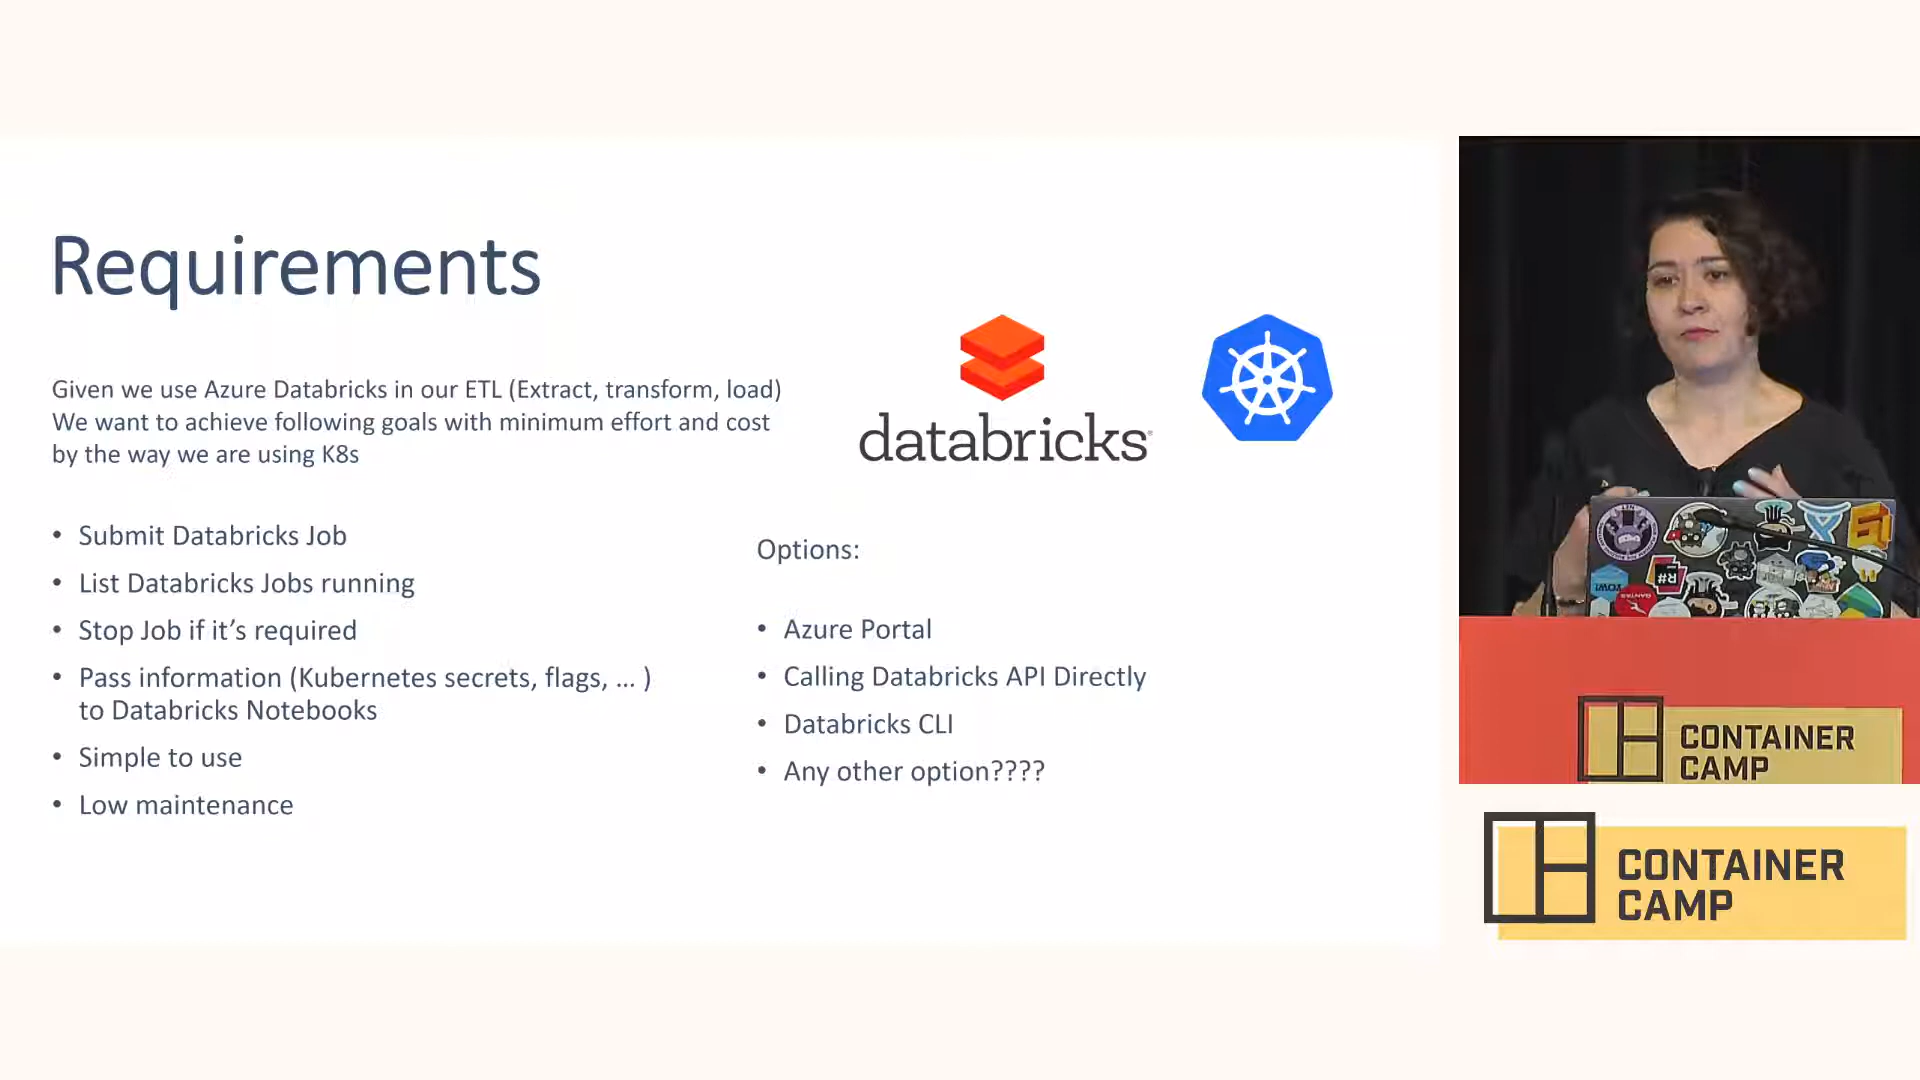 Requirements
Given we use Azure Databricks in our ETL (Extract, transform, load)
We want to achieve following goals with minimum effort and cost
by the way we are using K8s
• Submit Databricks Job
• List Databricks Jobs running
• Stop Job if it's required
• Pass information (Kubernetes secrets, flags, ... )
to Databricks Notebooks
• Simple to use
• Low maintenance
databricks
Options:
• Azure Portal
• Calling Databricks API Directly
• Databricks CLI
• Any other option????
R#
QANTAS
CONTAINER
CAMP
CONTAINER
CAMP